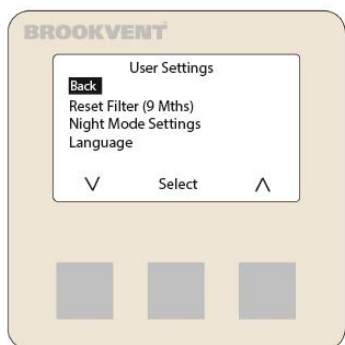 BROOKVENT
User Settings
Back
Reset Filter (9 Mths)
Night Mode Settings
Language
Select